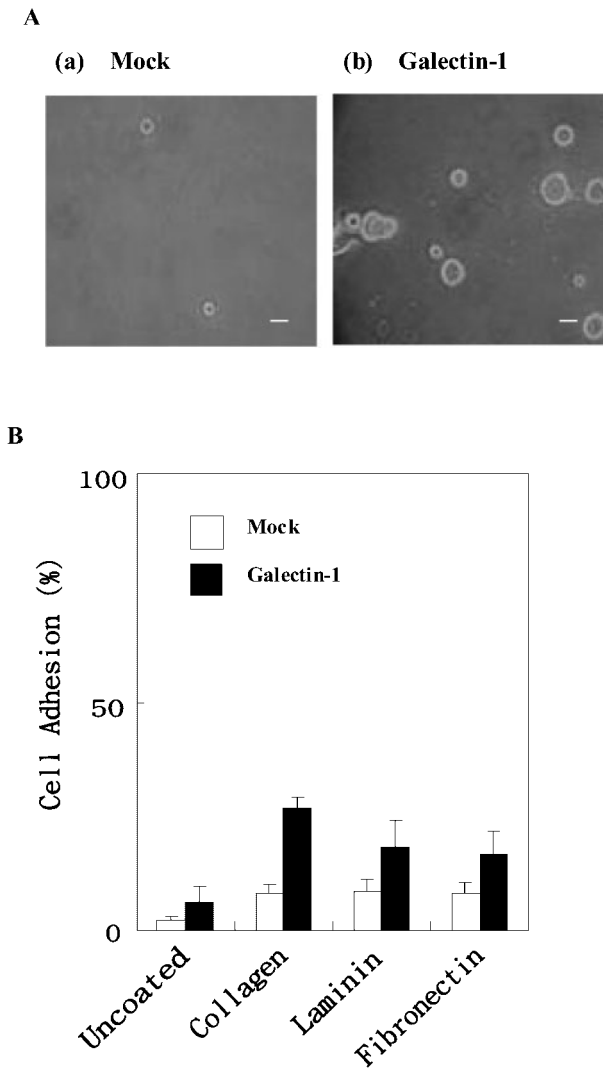 A
(a) Mock
(b) Galectin-1
B
100
50
0
Cell Adhesion (%)
Mock
Galectin-1
Uncoated
Collagen
Laminin
Fibronectin